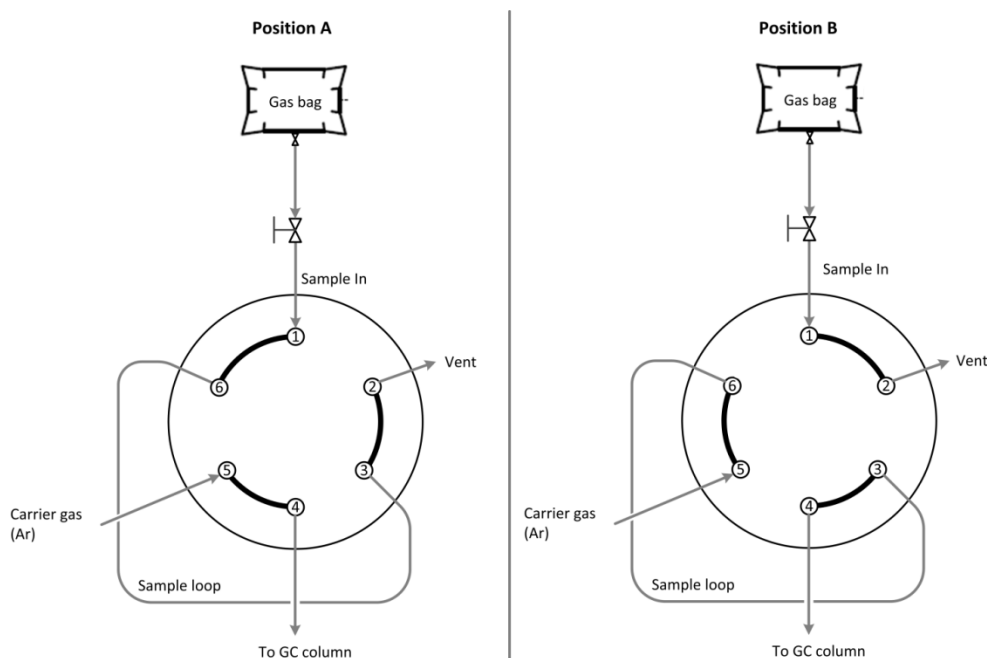 Position A
Gas bag
Sample In
1
Vent
2
6
5
3
4
Carrier gas
(Ar)
Sample loop
To GC column
Position B
Gas bag
Sample In
1
Vent
2
6
5
3
4
Carrier gas
(Ar)
Sample loop
To GC column